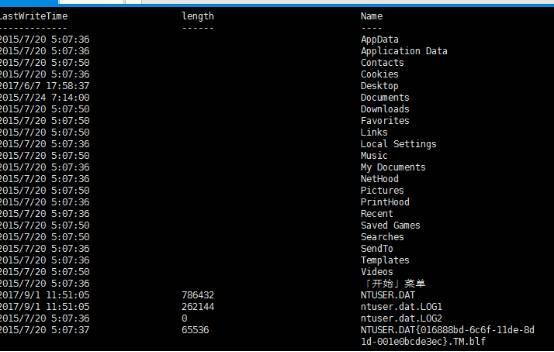 LastWriteTime length Name
------------- ------ ----
2015/7/20 5:07:36 AppData
2015/7/20 5:07:36 Application Data
2015/7/20 5:07:50 Contacts
2015/7/20 5:07:36 Cookies
2017/6/7 17:58:37 Desktop
2015/7/24 7:14:00 Documents
2015/7/20 5:07:50 Downloads
2015/7/20 5:07:50 Favorites
2015/7/20 5:07:50 Links
2015/7/20 5:07:36 Local Settings
2015/7/20 5:07:50 Music
2015/7/20 5:07:36 My Documents
2015/7/20 5:07:36 NetHood
2015/7/20 5:07:50 Pictures
2015/7/20 5:07:36 PrintHood
2015/7/20 5:07:36 Recent
2015/7/20 5:07:50 Saved Games
2015/7/20 5:07:50 Searches
2015/7/20 5:07:36 SendTo
2015/7/20 5:07:36 Templates
2015/7/20 5:07:50 Videos
2015/7/20 5:07:36 「开始」菜单
2017/9/1 11:51:05 786432 NTUSER.DAT
2017/9/1 11:51:05 262144 ntuser.dat.LOG1
2015/7/20 5:07:36 0 ntuser.dat.LOG2
2015/7/20 5:07:37 65536 NTUSER.DAT{016888bd-6c6f-11de-8d
1d-001e0bcde3ec}.TM.blf